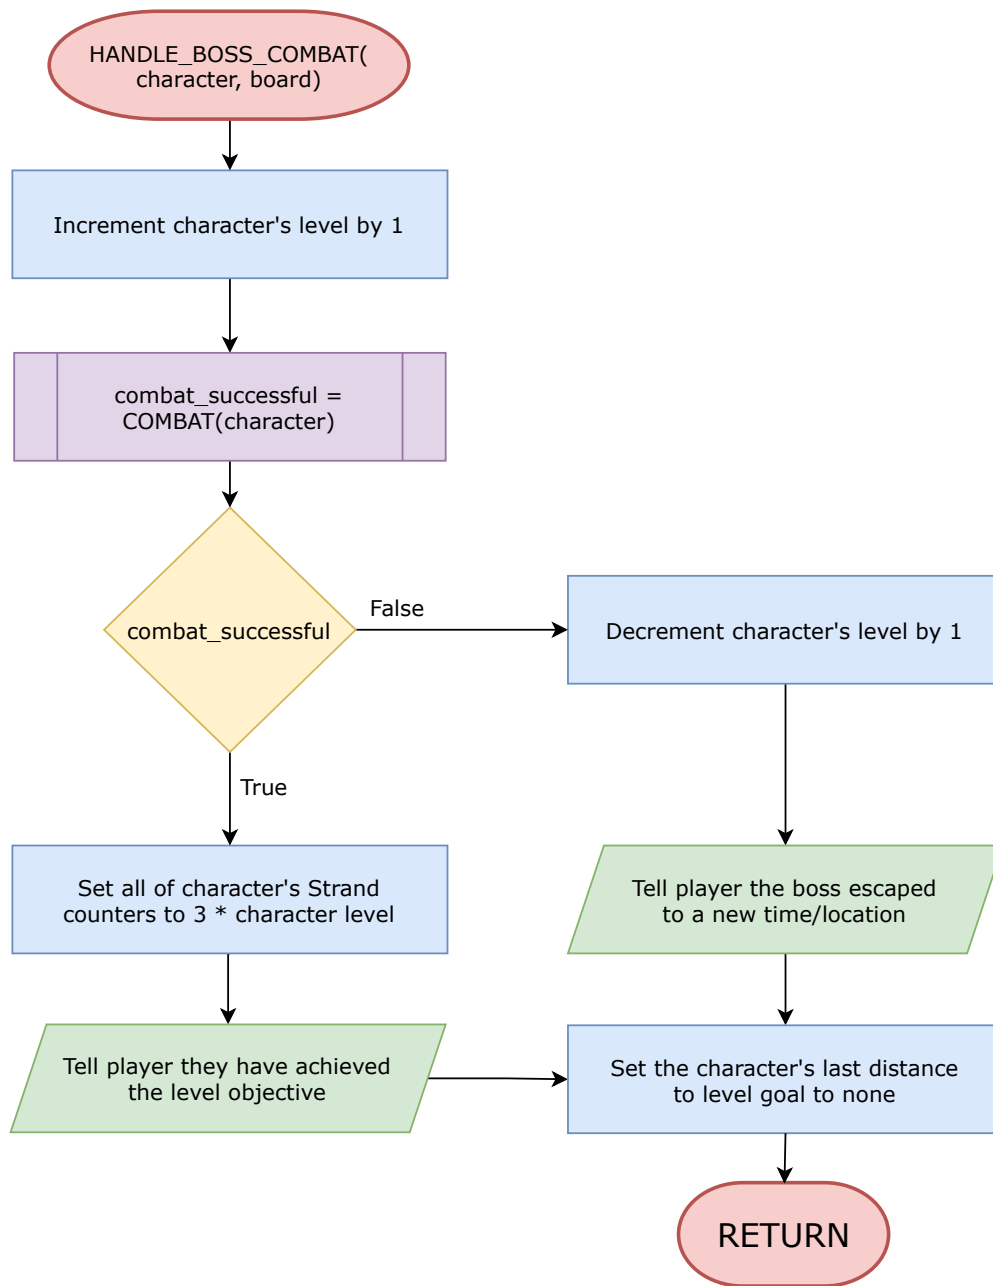 HANDLE_BOSS_COMBAT(
character, board)
Increment character's level by 1
combat_successful =
COMBAT(character)
combat_successful
False
Decrement character's level by 1
True
Set all of character's Strand
counters to 3 * character level
Tell player the boss escaped
to a new time/location
Tell player they have achieved
the level objective
Set the character's last distance
to level goal to none
RETURN